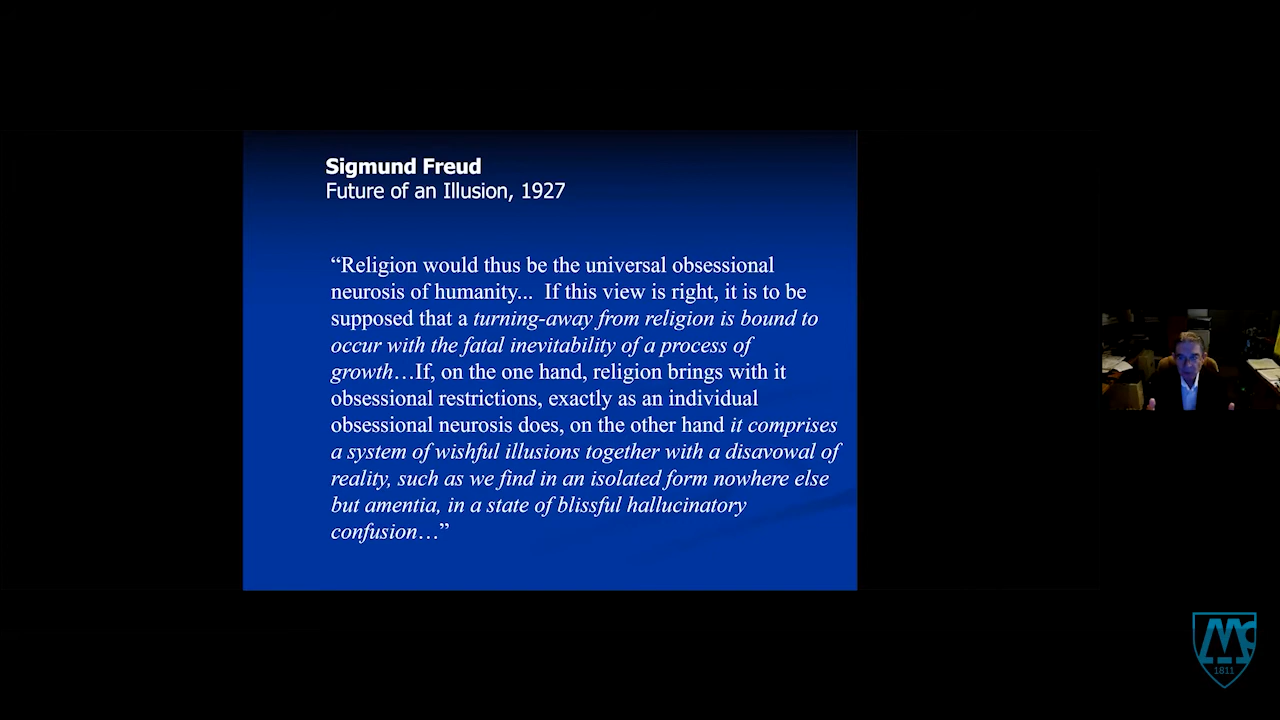 Sigmund Freud
Future of an Illusion, 1927
“Religion would thus be the universal obsessional
neurosis of humanity...  If this view is right, it is to be
supposed that a turning-away from religion is bound to
occur with the fatal inevitability of a process of
growth…If, on the one hand, religion brings with it
obsessional restrictions, exactly as an individual
obsessional neurosis does, on the other hand it comprises
a system of wishful illusions together with a disavowal of
reality, such as we find in an isolated form nowhere else
but amentia, in a state of blissful hallucinatory
confusion…”
Mc
1811